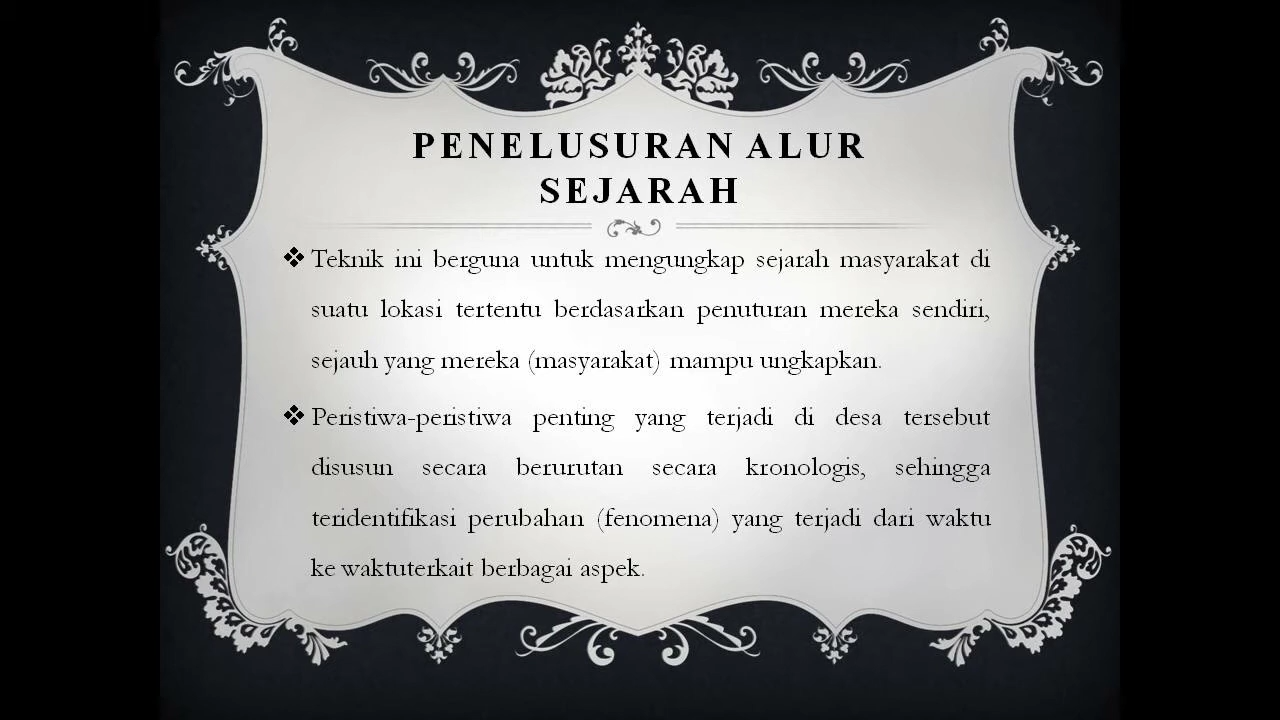 PENELUSURAN ALUR
SEJARAH
❖ Teknik ini berguna untuk mengungkap sejarah masyarakat di
suatu lokasi tertentu berdasarkan penuturan mereka sendiri,
sejauh yang mereka (masyarakat) mampu ungkapkan.
❖ Peristiwa-peristiwa penting yang terjadi di desa tersebut
disusun secara berurutan secara kronologis, sehingga
teridentifikasi perubahan (fenomena) yang terjadi dari waktu
ke waktuterkait berbagai aspek.